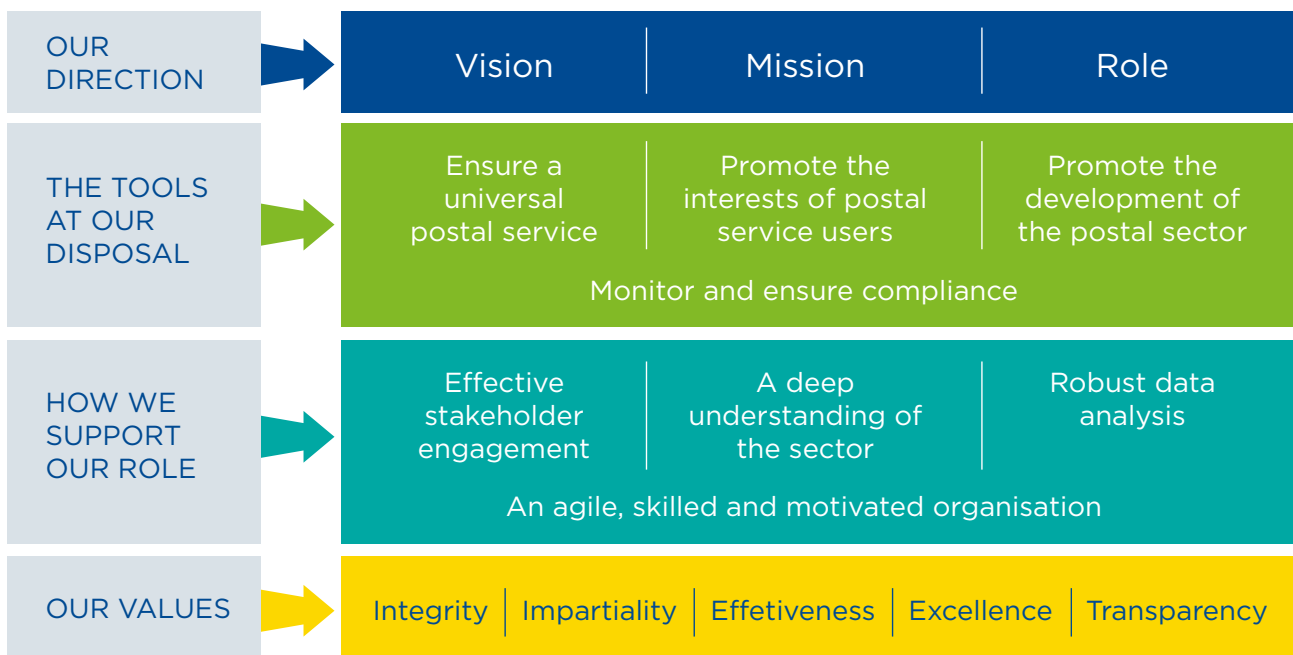 OUR
DIRECTION
Vision
Mission
Role
THE TOOLS
AT OUR
DISPOSAL
Ensure a
universal
postal service
Promote the
interests of postal
service users
Promote the
development of
the postal sector
Monitor and ensure compliance
HOW WE
SUPPORT
OUR ROLE
Effective
stakeholder
engagement
A deep
understanding of
the sector
Robust data
analysis
An agile, skilled and motivated organisation
OUR VALUES
Integrity
Impartiality
Effetiveness
Excellence
Transparency